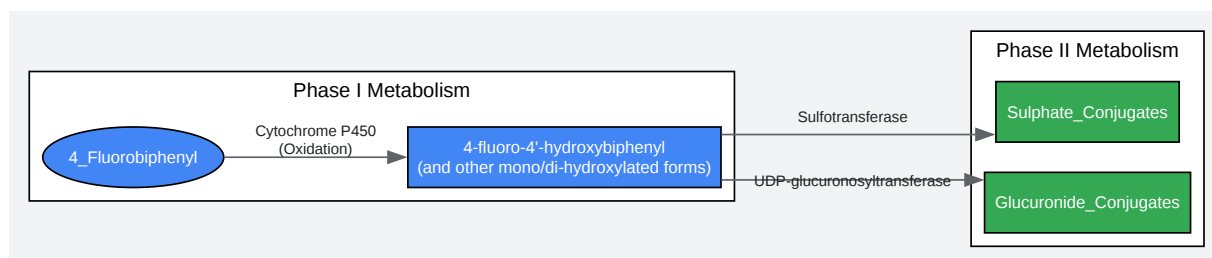 Phase I Metabolism
4_Fluorobiphenyl
Cytochrome P450
(Oxidation)
4-fluoro-4'-hydroxybiphenyl
(and other mono/di-hydroxylated forms)
Sulfotransferase
UDP-glucuronosyltransferase
Phase II Metabolism
Sulphate_Conjugates
Glucuronide_Conjugates